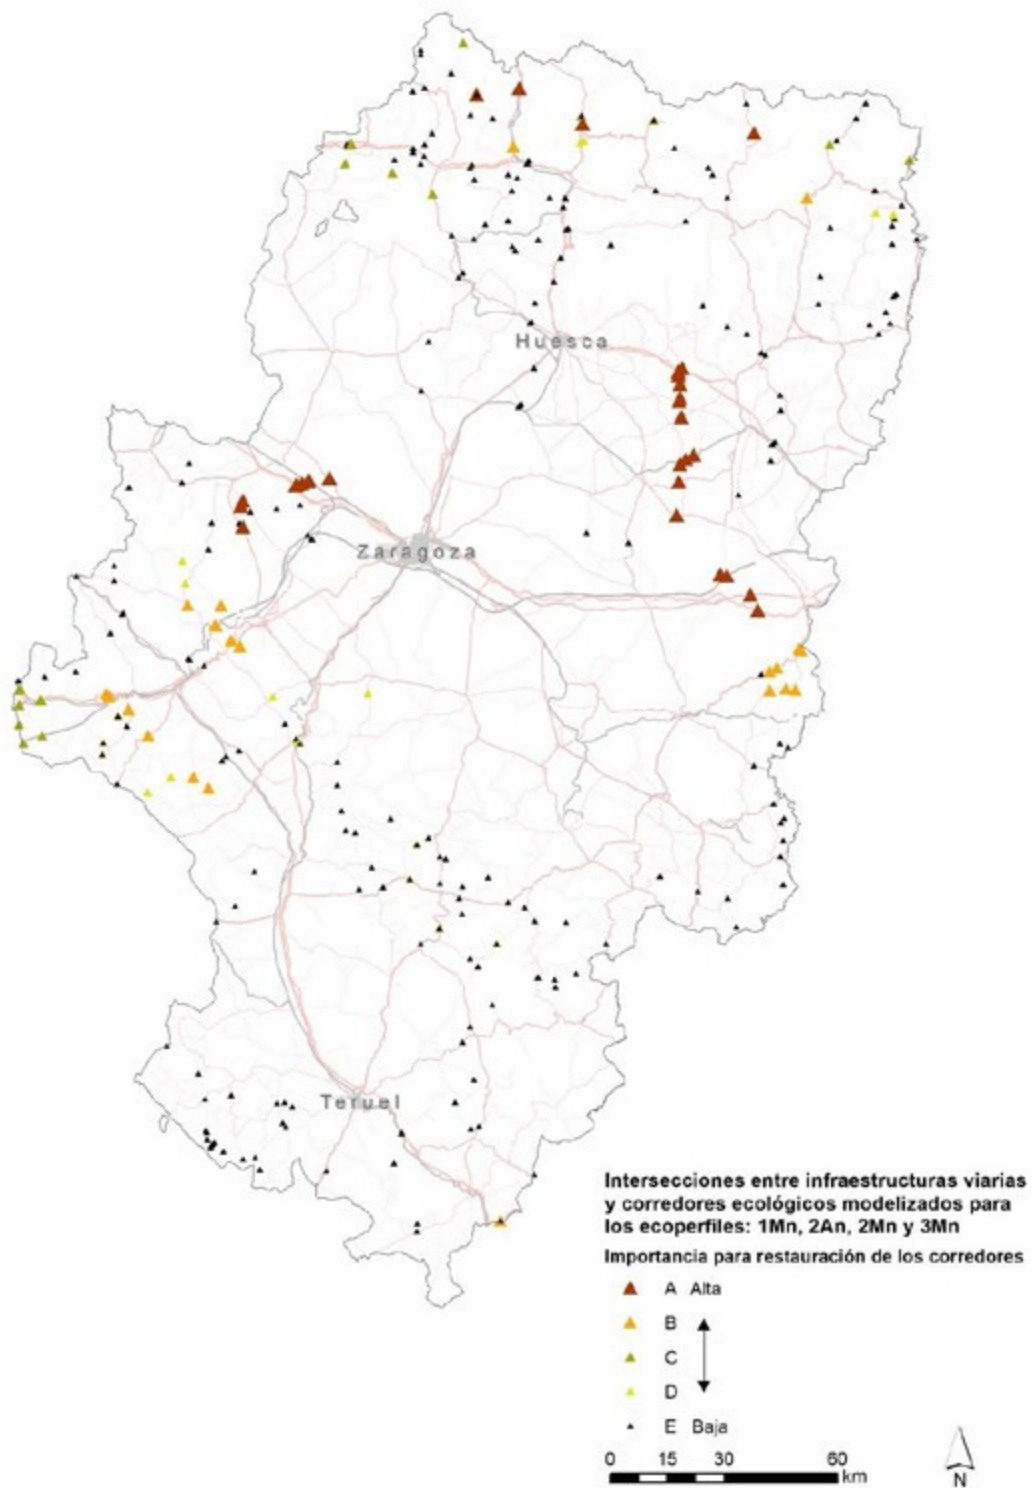 Huesca
Zaragoza
Teruel
Intersecciones entre infraestructuras viarias
y corredores ecológicos modelizados para
los ecoperfiles: 1Mn, 2An, 2Mn y 3Mn
Importancia para restauración de los corredores
A Alta
B
C
D
E Baja
0 15 30 60
km
N